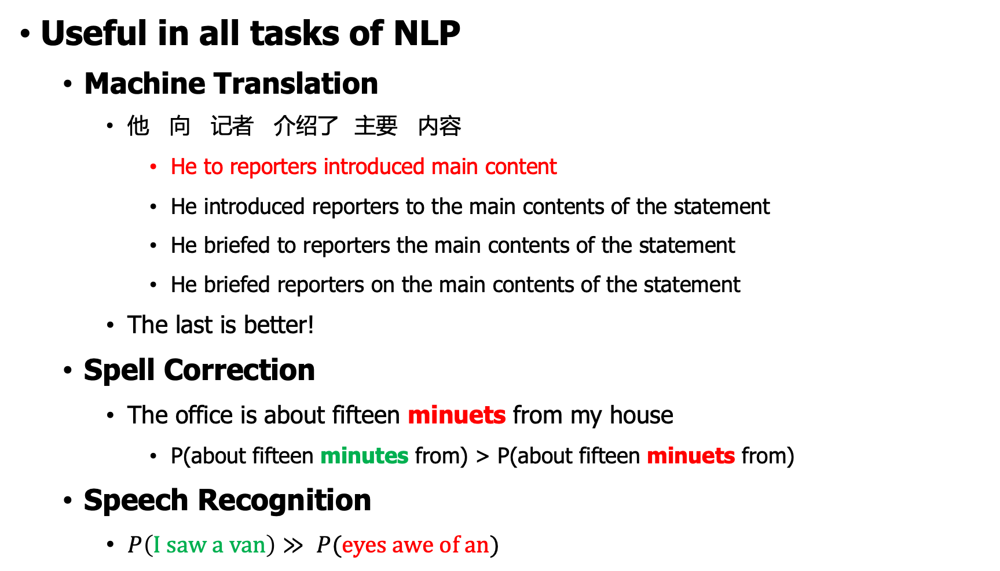 • Useful in all tasks of NLP
• Machine Translation
• 他 向 记者 介绍了 主要 内容
• He to reporters introduced main content
• He introduced reporters to the main contents of the statement
• He briefed to reporters the main contents of the statement
• He briefed reporters on the main contents of the statement
• The last is better!
• Spell Correction
• The office is about fifteen minuets from my house
• P(about fifteen minutes from) > P(about fifteen minuets from)
• Speech Recognition
• P(I saw a van) ≫ P(eyes awe of an)